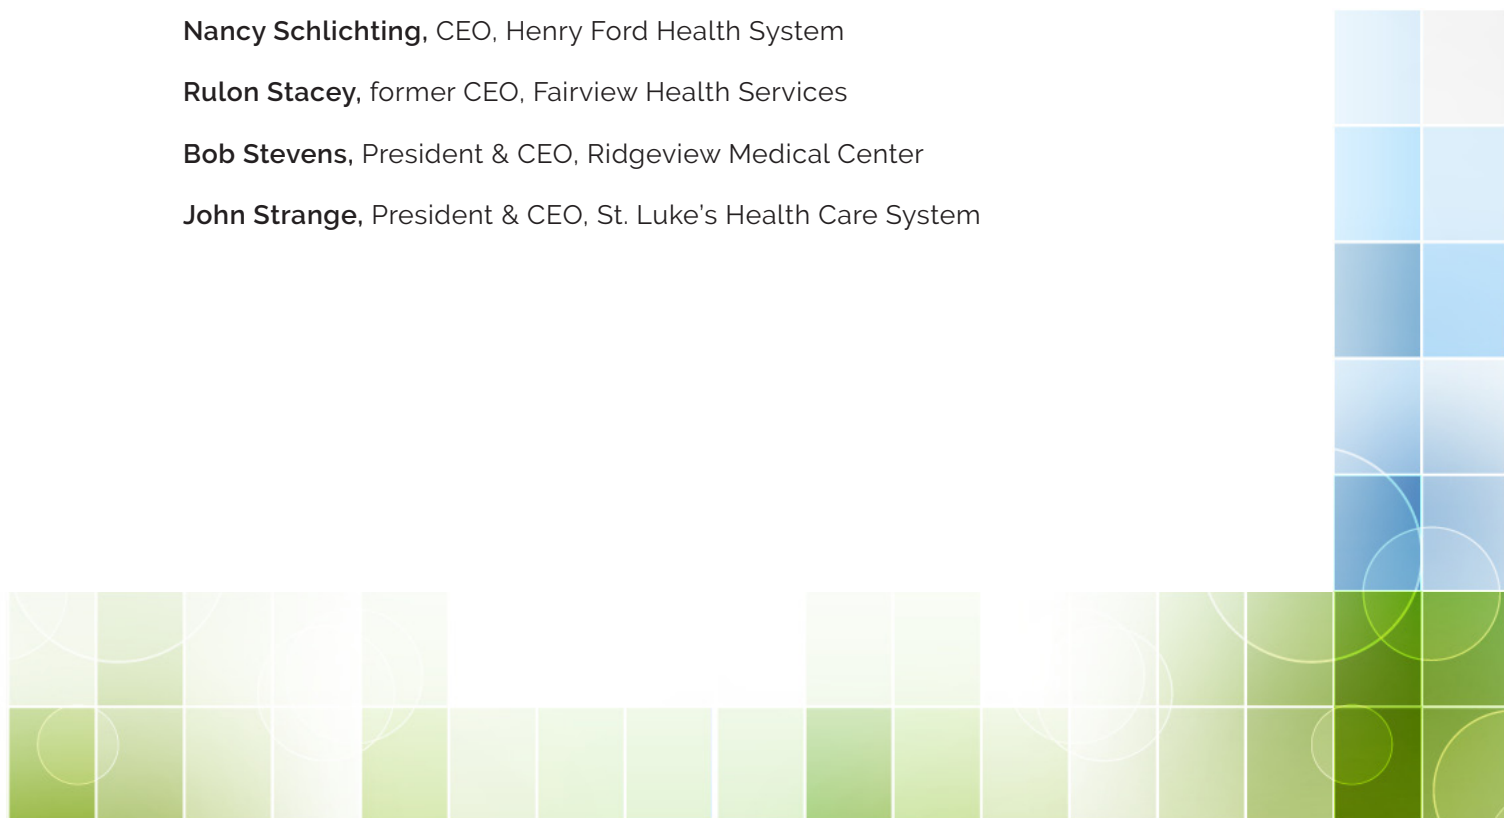 Nancy Schlichting, CEO, Henry Ford Health System
Rulon Stacey, former CEO, Fairview Health Services
Bob Stevens, President & CEO, Ridgeview Medical Center
John Strange, President & CEO, St. Luke’s Health Care System